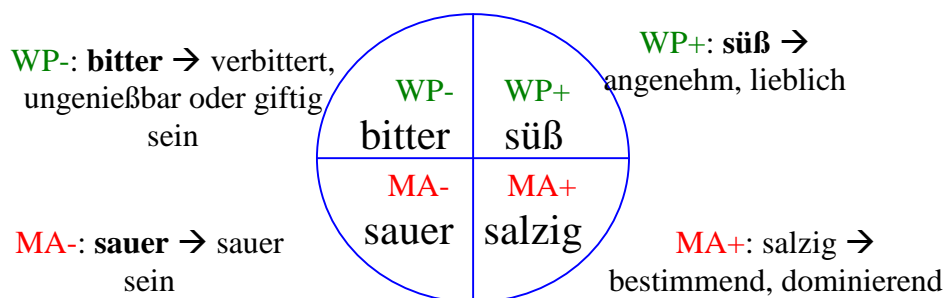 WP-: bitter → verbittert,
ungenießbar oder giftig
sein
WP+: süß →
angenehm, lieblich
WP-
bitter
WP+
süß
MA-
sauer
MA+
salzig
MA-: sauer → sauer
sein
MA+: salzig →
bestimmend, dominierend